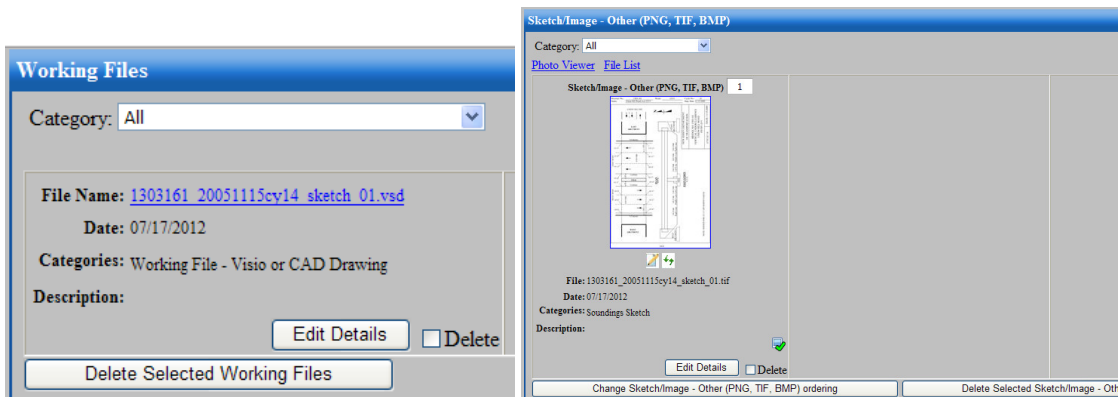 Working Files
Category: All
File Name: 1303161_20051115cy14_sketch_01.vsd
Date: 07/17/2012
Categories: Working File - Visio or CAD Drawing
Description:
Edit Details Delete
Delete Selected Working Files
Sketch/Image - Other (PNG, TIF, BMP)
Category: All
Photo Viewer File List
Sketch/Image - Other (PNG, TIF, BMP) 1
File: 1303161_20051115cy14_sketch_01.tif
Date: 07/17/2012
Categories: Soundings Sketch
Description:
Edit Details Delete
Change Sketch/Image - Other (PNG, TIF, BMP) ordering
Delete Selected Sketch/Image - Oth